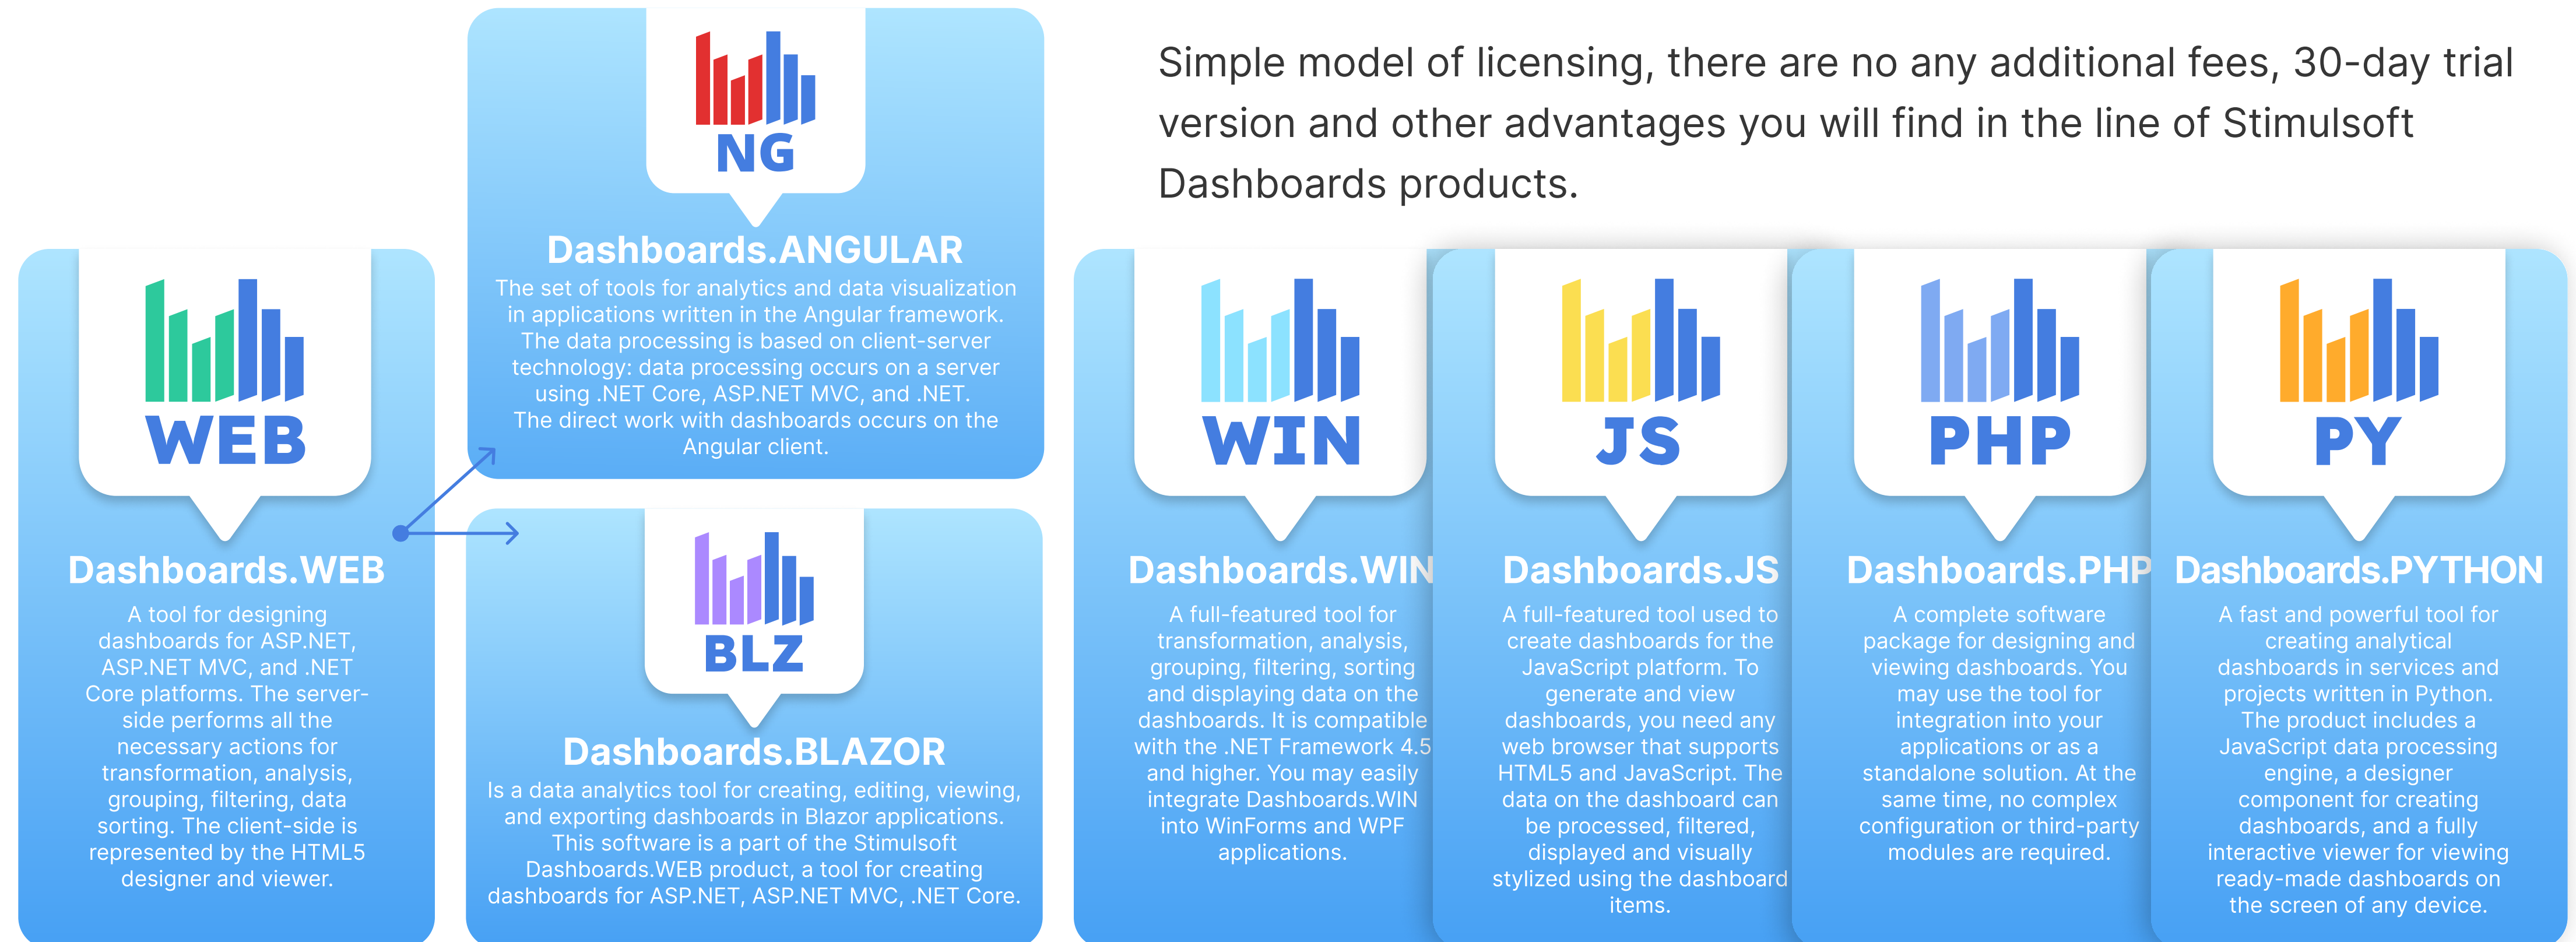 Simple model of licensing, there are no any additional fees, 30-day trial
version and other advantages you will find in the line of Stimulsoft
Dashboards products.
WEB
Dashboards.WEB
A tool for designing
dashboards for ASP.NET,
ASP.NET MVC, and .NET
Core platforms. The server-
side performs all the
necessary actions for
transformation, analysis,
grouping, filtering, data
sorting. The client-side is
represented by the HTML5
designer and viewer.
NG
Dashboards.ANGULAR
The set of tools for analytics and data visualization
in applications written in the Angular framework.
The data processing is based on client-server
technology: data processing occurs on a server
using .NET Core, ASP.NET MVC, and .NET.
The direct work with dashboards occurs on the
Angular client.
BLZ
Dashboards.BLAZOR
Is a data analytics tool for creating, editing, viewing,
and exporting dashboards in Blazor applications.
This software is a part of the Stimulsoft
Dashboards.WEB product, a tool for creating
dashboards for ASP.NET, ASP.NET MVC, .NET Core.
WIN
Dashboards.WIN
A full-featured tool for
transformation, analysis,
grouping, filtering, sorting
and displaying data on the
dashboards. It is compatible
with the .NET Framework 4.5
and higher. You may easily
integrate Dashboards.WIN
into WinForms and WPF
applications.
JS
Dashboards.JS
A full-featured tool used to
create dashboards for the
JavaScript platform. To
generate and view
dashboards, you need any
web browser that supports
HTML5 and JavaScript. The
data on the dashboard can
be processed, filtered,
displayed and visually
stylized using the dashboard
items.
PHP
Dashboards.PHP
A complete software
package for designing and
viewing dashboards. You
may use the tool for
integration into your
applications or as a
standalone solution. At the
same time, no complex
configuration or third-party
modules are required.
PY
Dashboards.PYTHON
A fast and powerful tool for
creating analytical
dashboards in services and
projects written in Python.
The product includes a
JavaScript data processing
engine, a designer
component for creating
dashboards, and a fully
interactive viewer for viewing
ready-made dashboards on
the screen of any device.